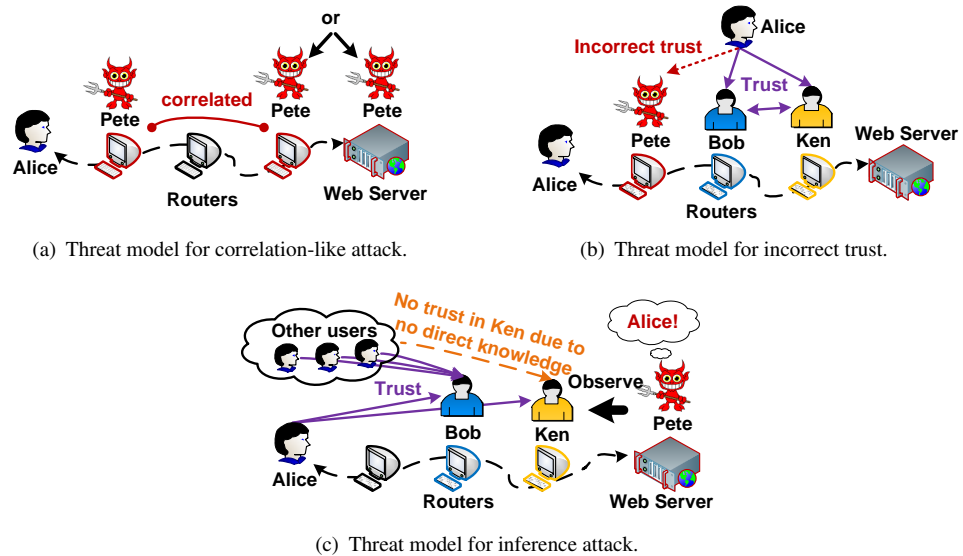 or
Pete
Pete
Pete
correlated
Alice
Routers
Web Server
(a) Threat model for correlation-like attack.
Alice
Incorrect trust
Trust
Pete
Bob
Ken
Web Server
Alice
Routers
(b) Threat model for incorrect trust.
Other users
No trust in Ken due to
no direct knowledge
Alice!
Trust
Observe
Bob
Ken
Pete
Alice
Routers
Web Server
(c) Threat model for inference attack.